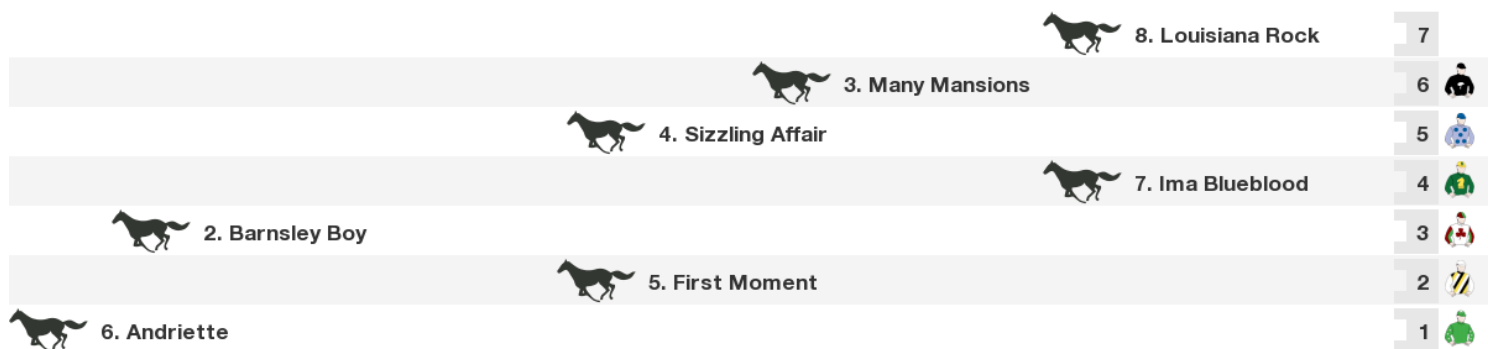 8. Louisiana Rock 7
3. Many Mansions 6
4. Sizzling Affair 5
7. Ima Blueblood 4
2. Barnsley Boy 3
5. First Moment 2
6. Andriette 1